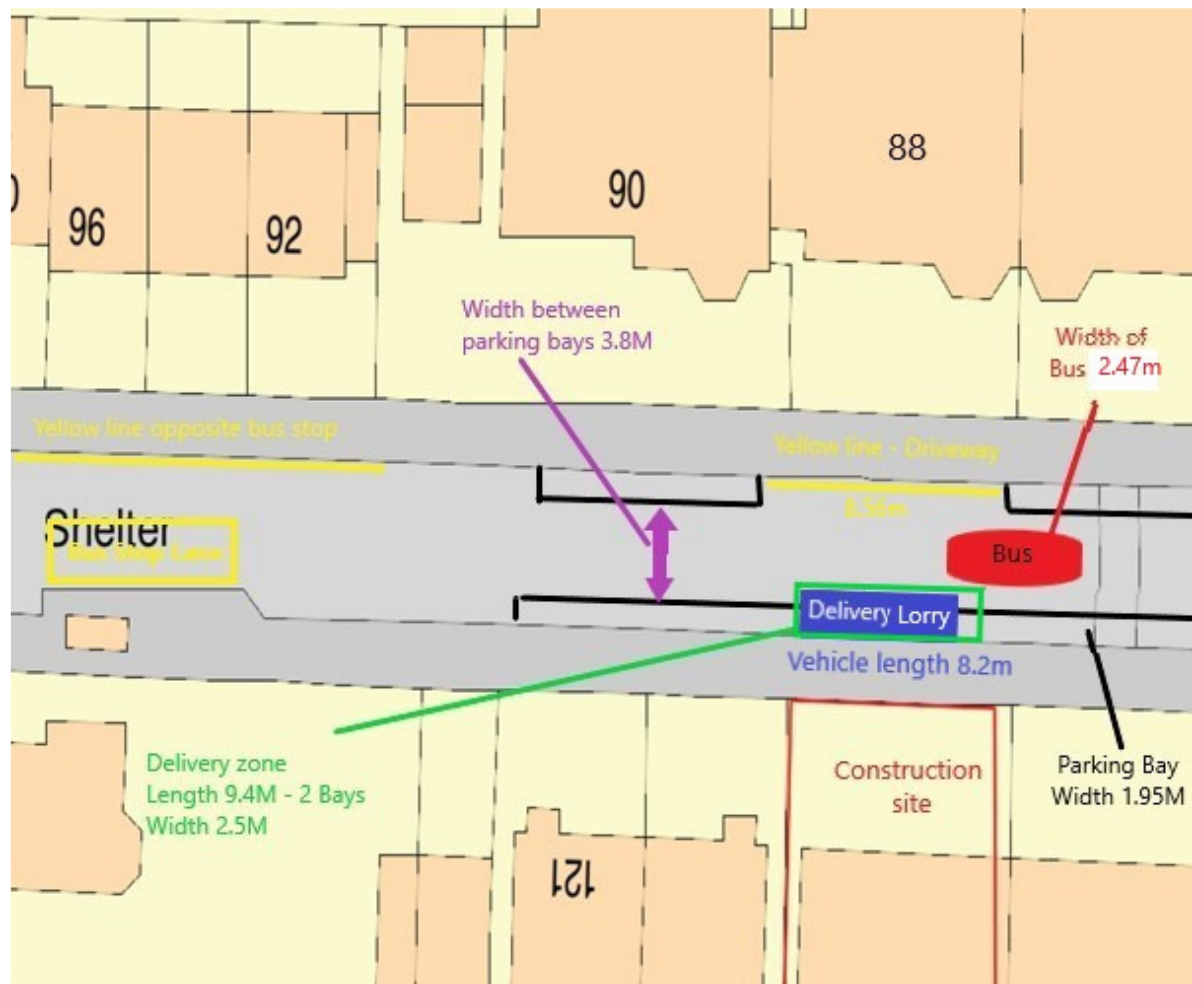 88
90
96
92
Width between
parking bays 3.8M
Width of
Bus 2.47m
Yellow line opposite bus stop
Yellow line - Driveway
Shelter
Bus Stop Lane
Bus
Delivery Lorry
Vehicle length 8.2m
Delivery zone
Length 9.4M - 2 Bays
Width 2.5M
Construction
site
Parking Bay
Width 1.95M
121